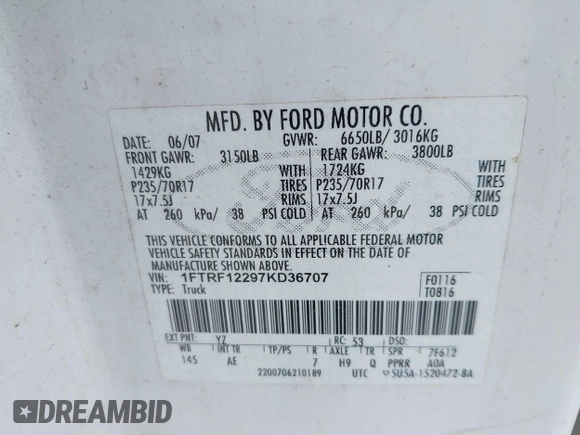 MFD. BY FORD MOTOR CO.
DATE: 06/07 GVWR: 6650LB/ 3016KG
FRONT GAWR: 3150LB REAR GAWR: 3800LB
1429KG WITH 1724KG WITH
P235/70R17 TIRES P235/70R17 TIRES
17x7.5J RIMS 17x7.5J RIMS
AT 260 kPa/ 38 PSI COLD AT 260 kPa/ 38 PSI COLD
THIS VEHICLE CONFORMS TO ALL APPLICABLE FEDERAL MOTOR
VEHICLE SAFETY STANDARDS IN EFFECT ON THE DATE OF
MANUFACTURE SHOWN ABOVE.
VIN: 1FTRF12297KD36707 F0116
TYPE: Truck T0816
EXT PNT: YZ RC: 53 DSO:
WB INT TR TP/PS R AXLE TR SPR 7F612
145 AE 7 H9 Q PPRR A0A
2200706210189 UTC 5U5A-1520472-BA
Ford
DREAMBID